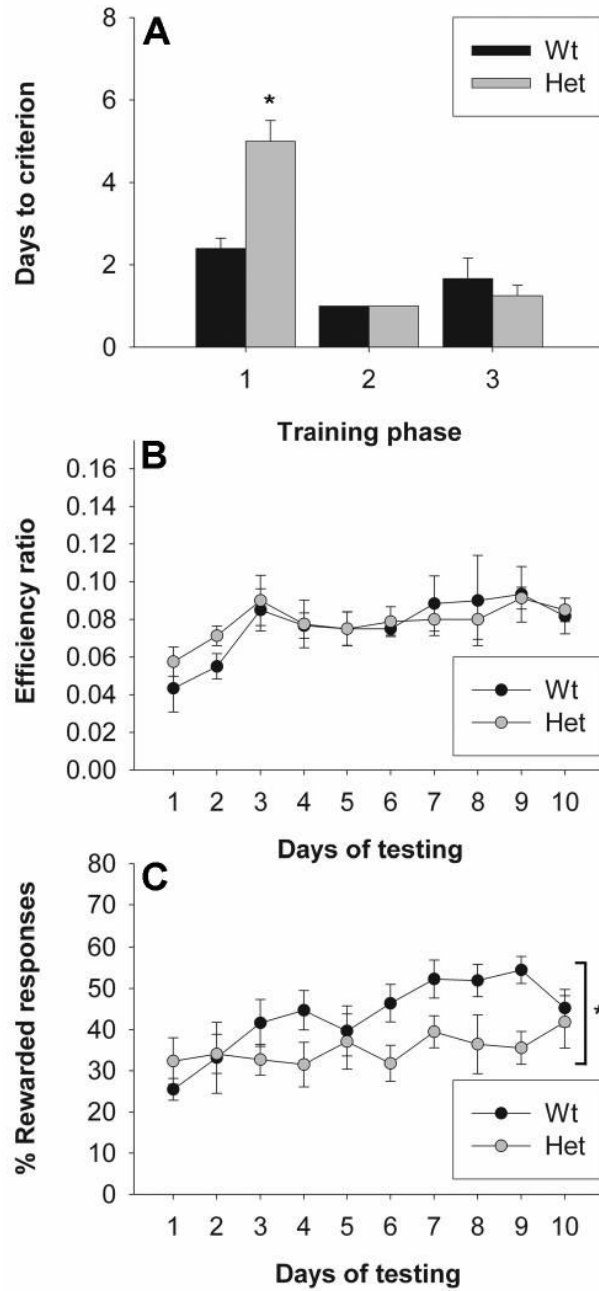 A
Wt
Het
*
Days to criterion
8
6
4
2
0
1 2 3
Training phase
B
Efficiency ratio
0.16
0.14
0.12
0.10
0.08
0.06
0.04
0.02
0.00
Wt
Het
1 2 3 4 5 6 7 8 9 10
Days of testing
C
% Rewarded responses
80
70
60
50
40
30
20
10
0
*
Wt
Het
1 2 3 4 5 6 7 8 9 10
Days of testing